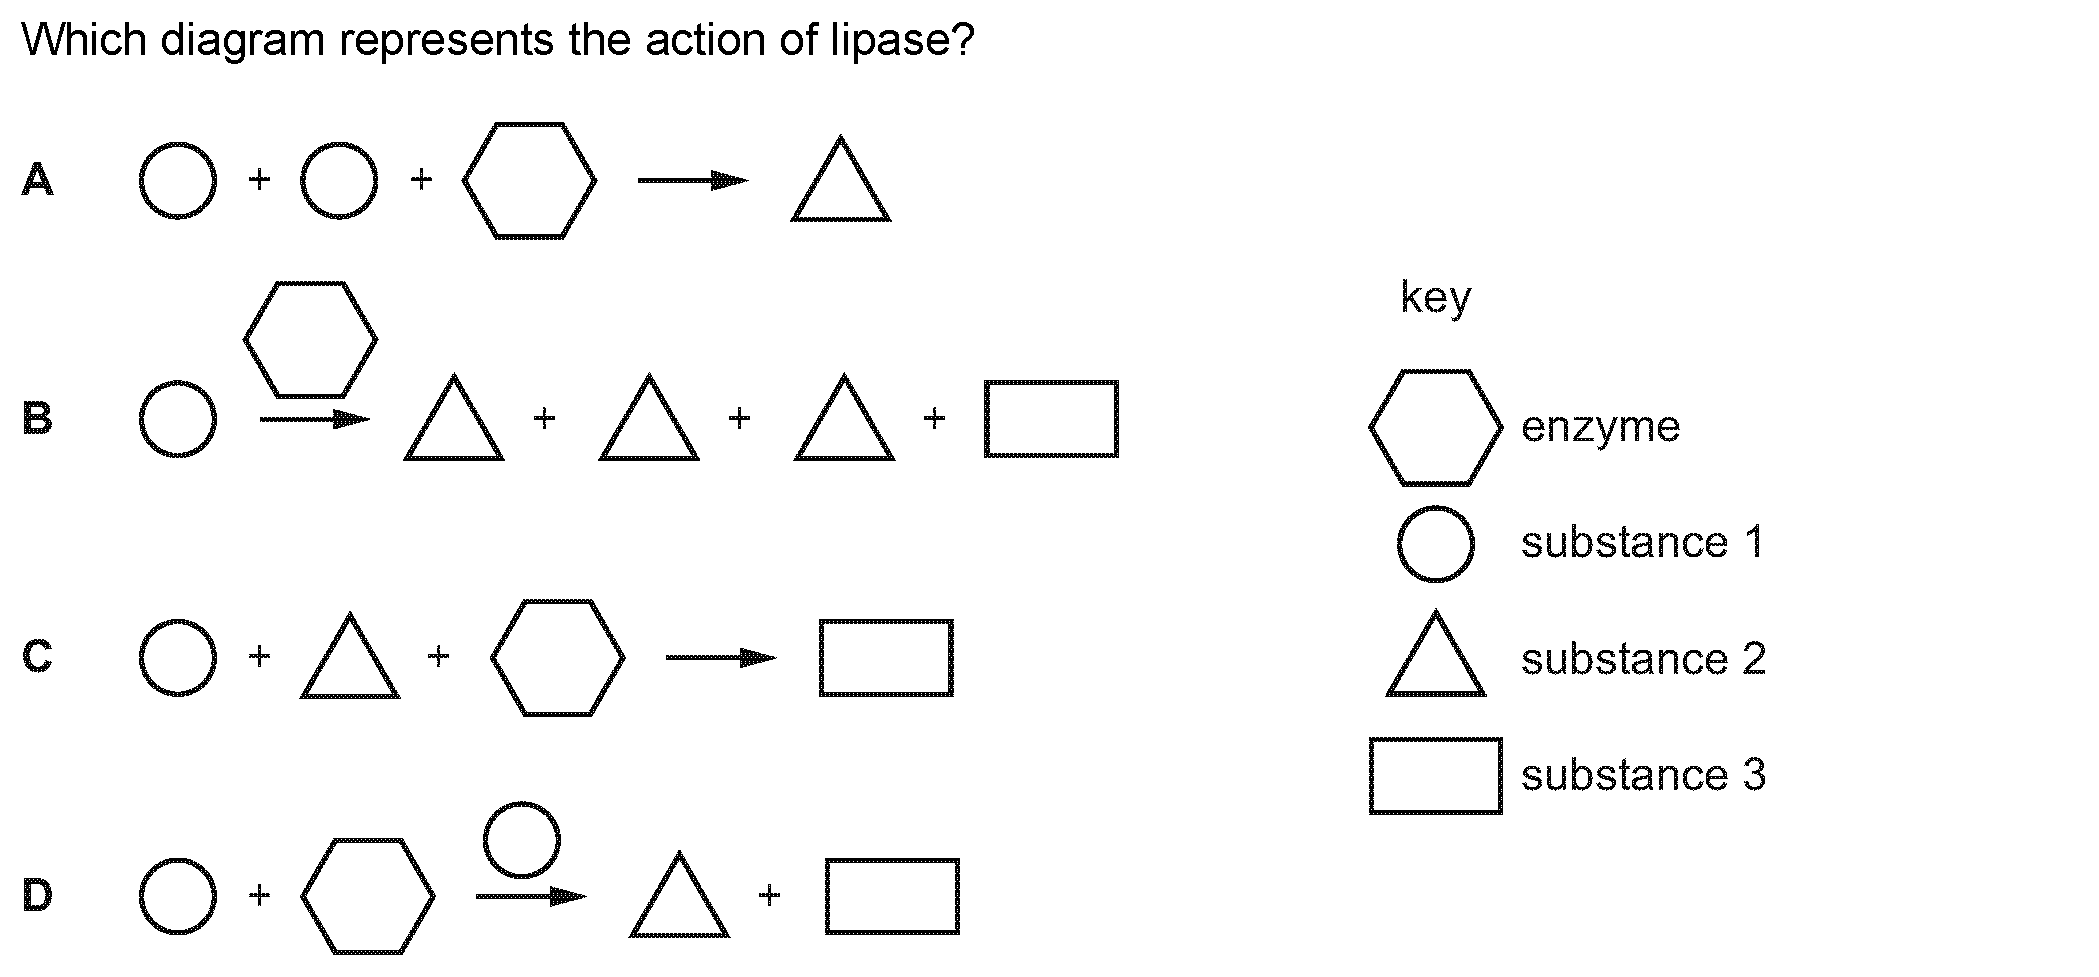 Which diagram represents the action of lipase?
A + + 
B + + +
C + +
D + +
key
enzyme
substance 1
substance 2
substance 3